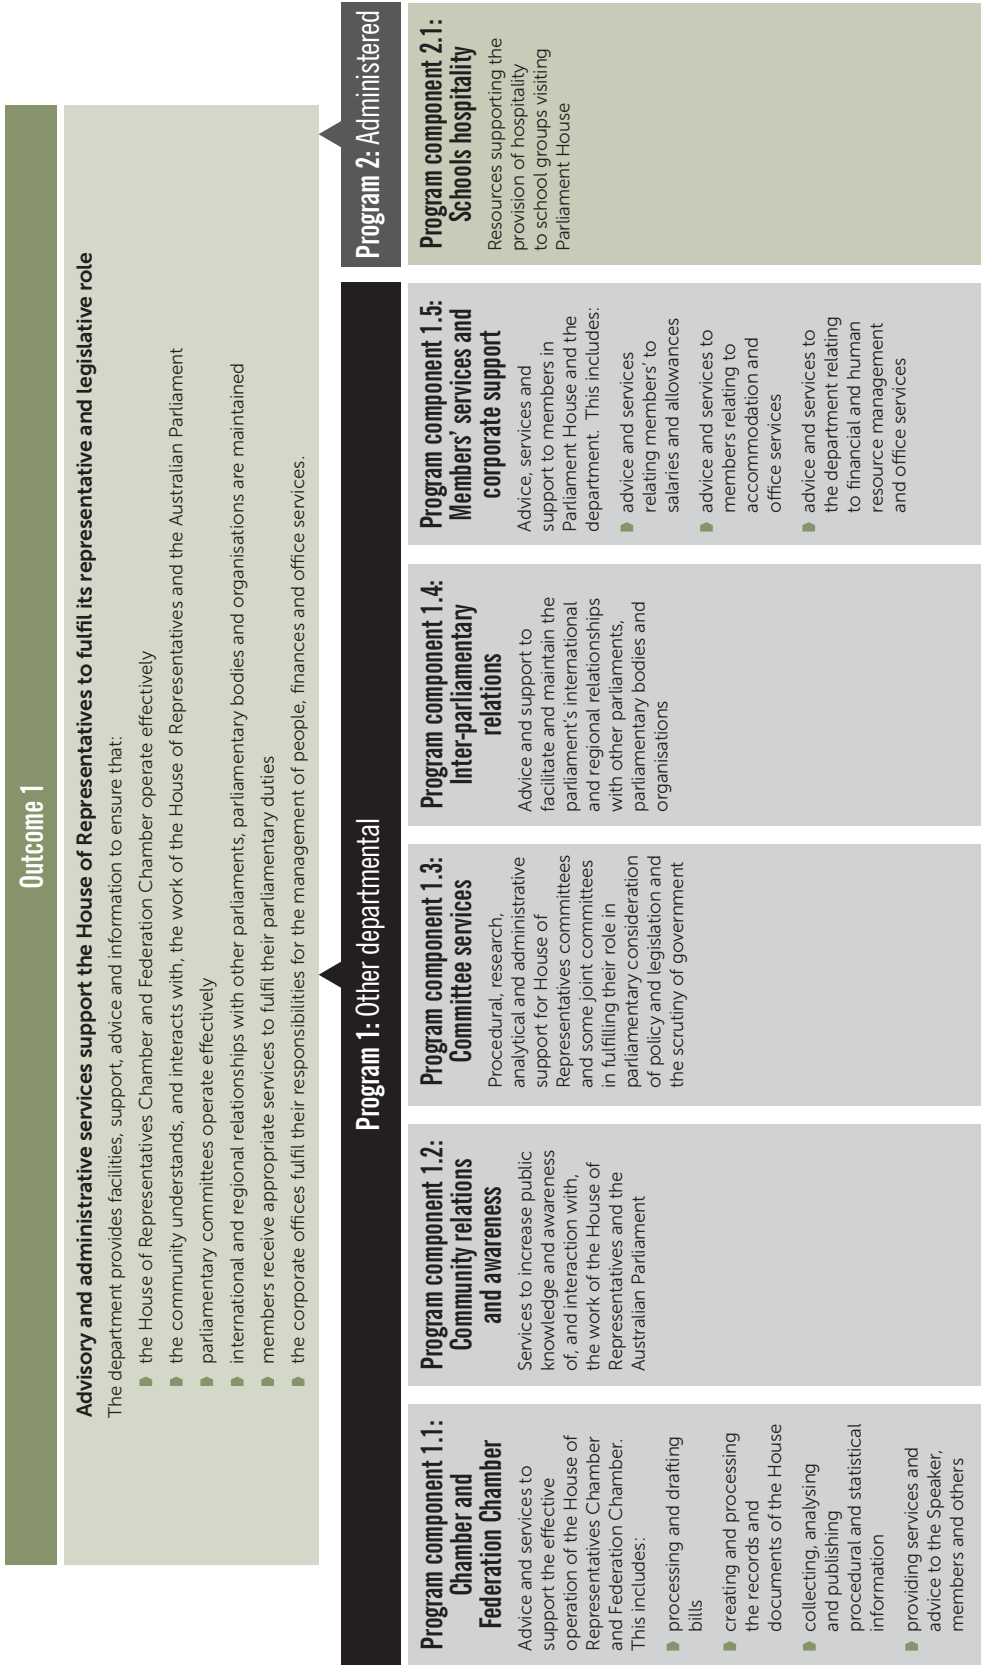 Outcome 1
Advisory and administrative services support the House of Representatives to fulfil its representative and legislative role
The department provides facilities, support, advice and information to ensure that:
the House of Representatives Chamber and Federation Chamber operate effectively
the community understands, and interacts with, the work of the House of Representatives and the Australian Parliament
parliamentary committees operate effectively
international and regional relationships with other parliaments, parliamentary bodies and organisations are maintained
members receive appropriate services to fulfil their parliamentary duties
the corporate offices fulfil their responsibilities for the management of people, finances and office services.
Program 1: Other departmental
Program 2: Administered
Program component 1.1:
Chamber and
Federation Chamber
Advice and services to
support the effective
operation of the House of
Representatives Chamber
and Federation Chamber.
This includes:
processing and drafting
bills
creating and processing
the records and
documents of the House
collecting, analysing
and publishing
procedural and statistical
information
providing services and
advice to the Speaker,
members and others
Program component 1.2:
Community relations
and awareness
Services to increase public
knowledge and awareness
of, and interaction with,
the work of the House of
Representatives and the
Australian Parliament
Program component 1.3:
Committee services
Procedural, research,
analytical and administrative
support for House of
Representatives committees
and some joint committees
in fulfilling their role in
parliamentary consideration
of policy and legislation and
the scrutiny of government
Program component 1.4:
Inter-parliamentary
relations
Advice and support to
facilitate and maintain the
parliament's international
and regional relationships
with other parliaments,
parliamentary bodies and
organisations
Program component 1.5:
Members' services and
corporate support
Advice, services and
support to members in
Parliament House and the
department. This includes:
advice and services
relating members' to
salaries and allowances
advice and services to
members relating to
accommodation and
office services
advice and services to
the department relating
to financial and human
resource management
and office services
Program component 2.1:
Schools hospitality
Resources supporting the
provision of hospitality
to school groups visiting
Parliament House